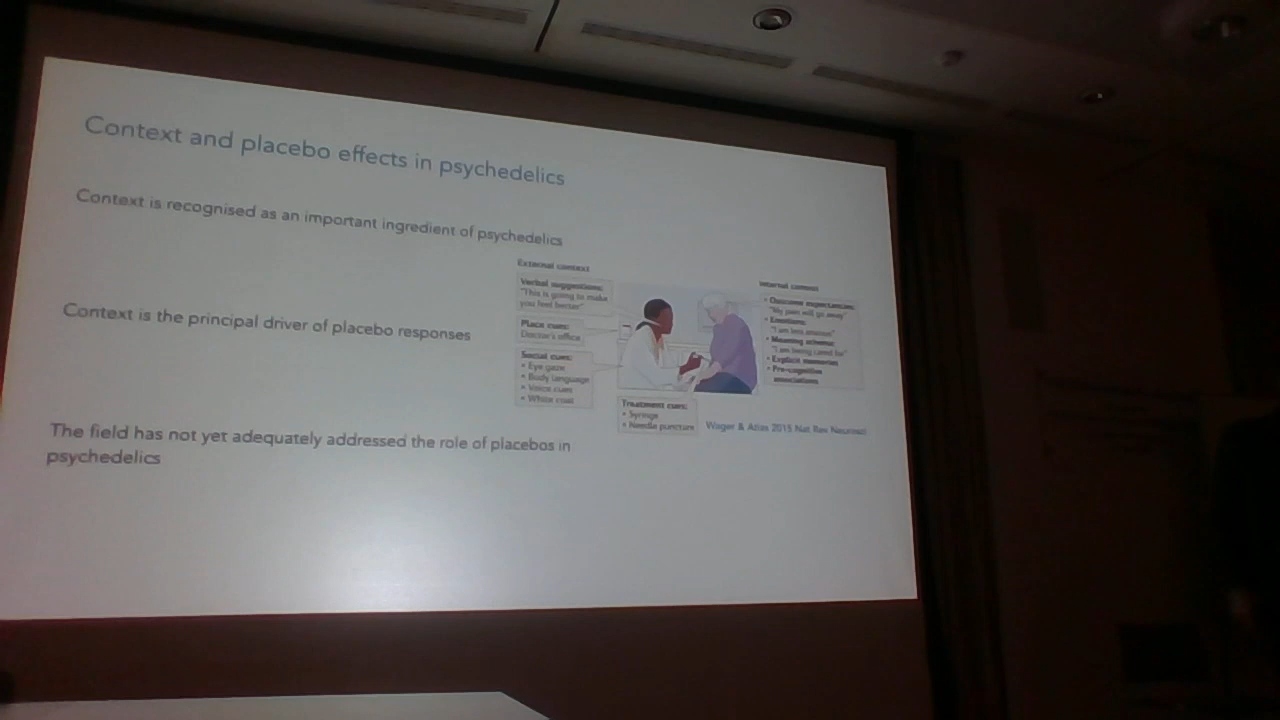 Context and placebo effects in psychedelics
Context is recognised as an important ingredient of psychedelics
Context is the principal driver of placebo responses
The field has not yet adequately addressed the role of placebos in
psychedelics
External context
Verbal suggestions:
"This is going to make
you feel better"
Place cues:
Doctor's office
Social cues:
• Eye gaze
• Body language
• Voice cues
• White coat
Treatment cues:
• Syringe
• Needle puncture
Internal context
• Outcome expectancies:
"My pain will go away"
• Emotions:
"I am less anxious"
• Meaning schema:
"I am being cared for"
• Explicit memories
• Pre-cognitive
associations
Wager & Atlas 2015 Nat Rev Neurosci